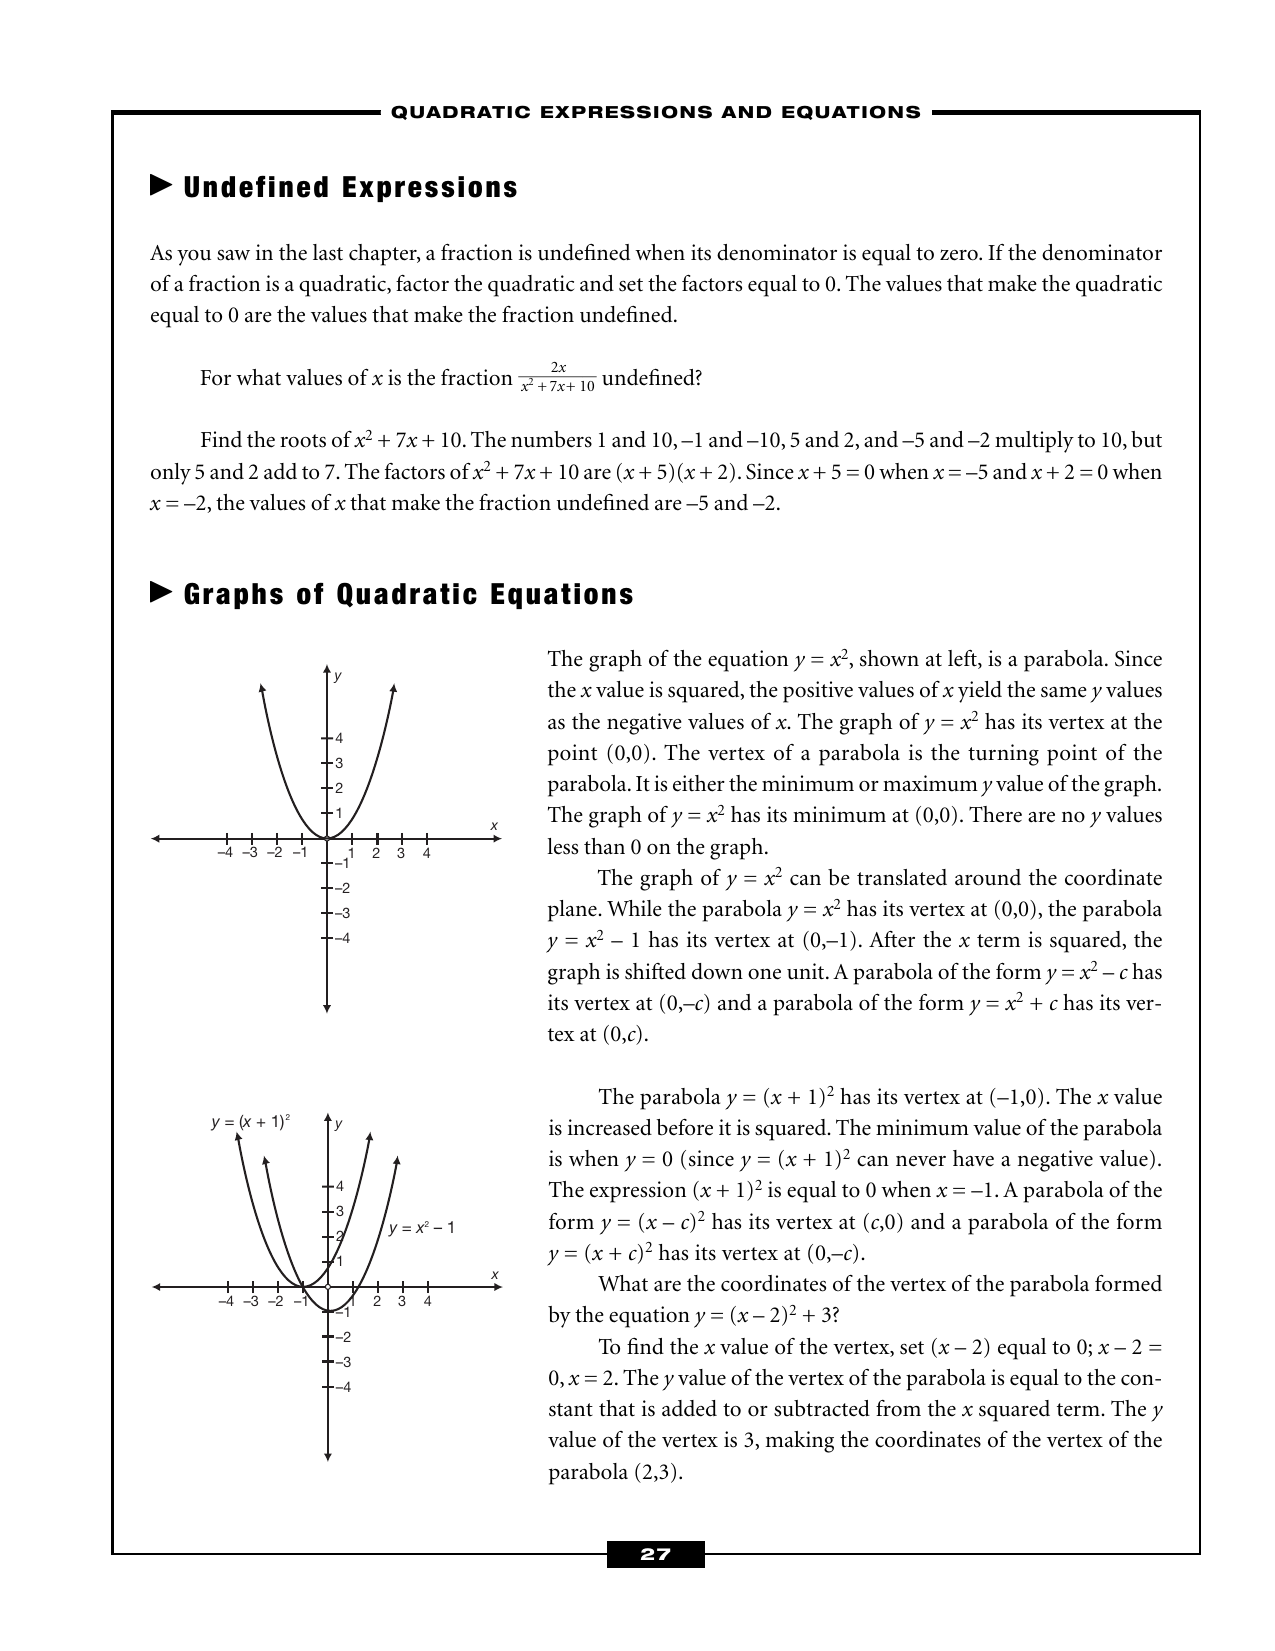 QUADRATIC EXPRESSIONS AND EQUATIONS
Undefined Expressions
As you saw in the last chapter, a fraction is undefined when its denominator is equal to zero. If the denominator
of a fraction is a quadratic, factor the quadratic and set the factors equal to 0. The values that make the quadratic
equal to 0 are the values that make the fraction undefined.
For what values of x is the fraction 2x/(x² + 7x + 10) undefined?
Find the roots of x² + 7x + 10. The numbers 1 and 10, –1 and –10, 5 and 2, and –5 and –2 multiply to 10, but
only 5 and 2 add to 7. The factors of x² + 7x + 10 are (x + 5)(x + 2). Since x + 5 = 0 when x = –5 and x + 2 = 0 when
x = –2, the values of x that make the fraction undefined are –5 and –2.
Graphs of Quadratic Equations
y
4
3
2
1
x
–4 –3 –2 –1 1 2 3 4
–1
–2
–3
–4
The graph of the equation y = x², shown at left, is a parabola. Since
the x value is squared, the positive values of x yield the same y values
as the negative values of x. The graph of y = x² has its vertex at the
point (0,0). The vertex of a parabola is the turning point of the
parabola. It is either the minimum or maximum y value of the graph.
The graph of y = x² has its minimum at (0,0). There are no y values
less than 0 on the graph.
The graph of y = x² can be translated around the coordinate
plane. While the parabola y = x² has its vertex at (0,0), the parabola
y = x² – 1 has its vertex at (0,–1). After the x term is squared, the
graph is shifted down one unit. A parabola of the form y = x² – c has
its vertex at (0,–c) and a parabola of the form y = x² + c has its ver-
tex at (0,c).
y = (x + 1)²
y
4
3
2
1
y = x² – 1
x
–4 –3 –2 –1 1 2 3 4
–1
–2
–3
–4
The parabola y = (x + 1)² has its vertex at (–1,0). The x value
is increased before it is squared. The minimum value of the parabola
is when y = 0 (since y = (x + 1)² can never have a negative value).
The expression (x + 1)² is equal to 0 when x = –1. A parabola of the
form y = (x – c)² has its vertex at (c,0) and a parabola of the form
y = (x + c)² has its vertex at (0,–c).
What are the coordinates of the vertex of the parabola formed
by the equation y = (x – 2)² + 3?
To find the x value of the vertex, set (x – 2) equal to 0; x – 2 =
0, x = 2. The y value of the vertex of the parabola is equal to the con-
stant that is added to or subtracted from the x squared term. The y
value of the vertex is 3, making the coordinates of the vertex of the
parabola (2,3).
27